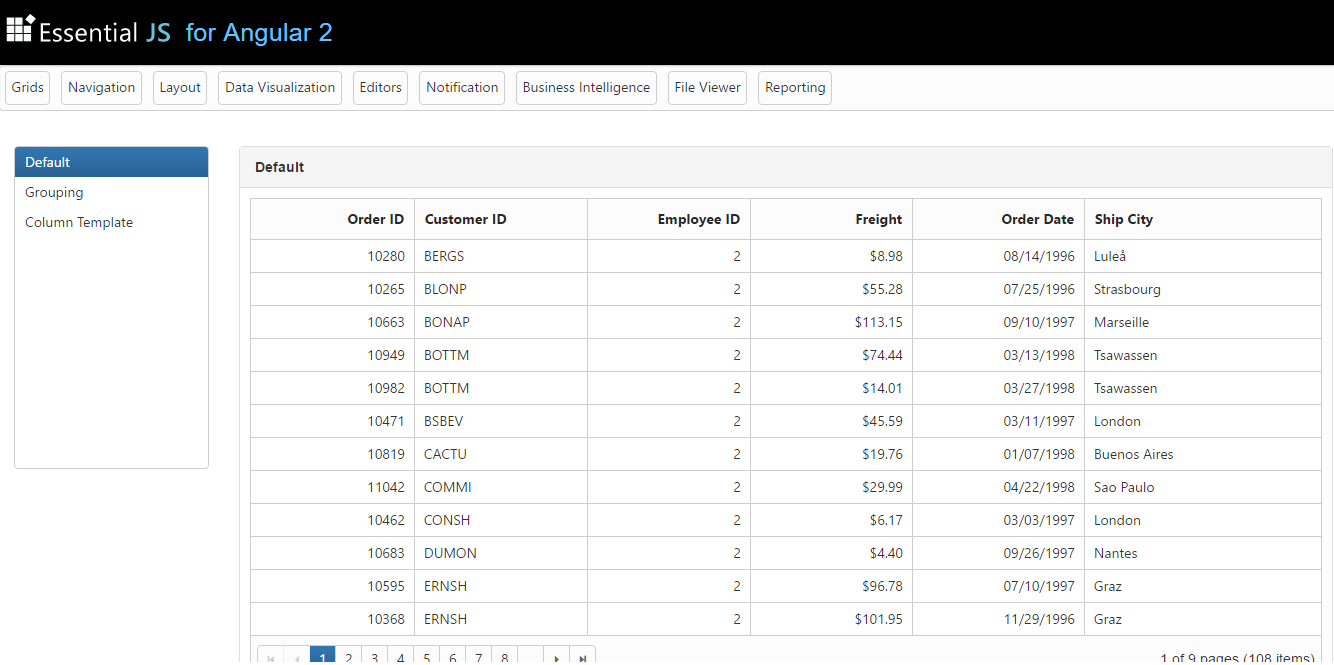 Essential JS for Angular 2
Grids Navigation Layout Data Visualization Editors Notification Business Intelligence File Viewer Reporting
Default
Grouping
Column Template
Default
Order ID Customer ID Employee ID Freight Order Date Ship City
10280 BERGS 2 $8.98 08/14/1996 Luleå
10265 BLONP 2 $55.28 07/25/1996 Strasbourg
10663 BONAP 2 $113.15 09/10/1997 Marseille
10949 BOTTM 2 $74.44 03/13/1998 Tsawassen
10982 BOTTM 2 $14.01 03/27/1998 Tsawassen
10471 BSBEV 2 $45.59 03/11/1997 London
10819 CACTU 2 $19.76 01/07/1998 Buenos Aires
11042 COMMI 2 $29.99 04/22/1998 Sao Paulo
10462 CONSH 2 $6.17 03/03/1997 London
10683 DUMON 2 $4.40 09/26/1997 Nantes
10595 ERNSH 2 $96.78 07/10/1997 Graz
10368 ERNSH 2 $101.95 11/29/1996 Graz
1 2 3 4 5 6 7 8 1 of 9 pages (108 items)